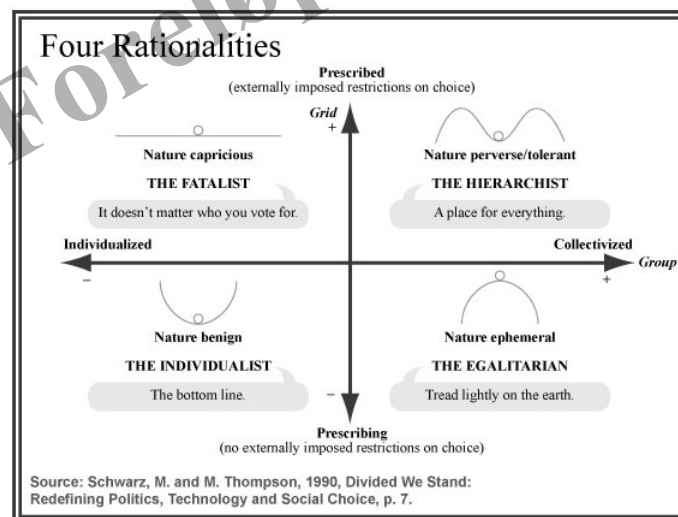 Four Rationalities
Prescribed
(externally imposed restrictions on choice)
Grid
+
Nature capricious
THE FATALIST
It doesn't matter who you vote for.
Nature perverse/tolerant
THE HIERARCHIST
A place for everything.
Individualized
–
Collectivized
Group
+
Nature benign
THE INDIVIDUALIST
The bottom line.
Nature ephemeral
THE EGALITARIAN
Tread lightly on the earth.
–
Prescribing
(no externally imposed restrictions on choice)
Source: Schwarz, M. and M. Thompson, 1990, Divided We Stand:
Redefining Politics, Technology and Social Choice, p. 7.